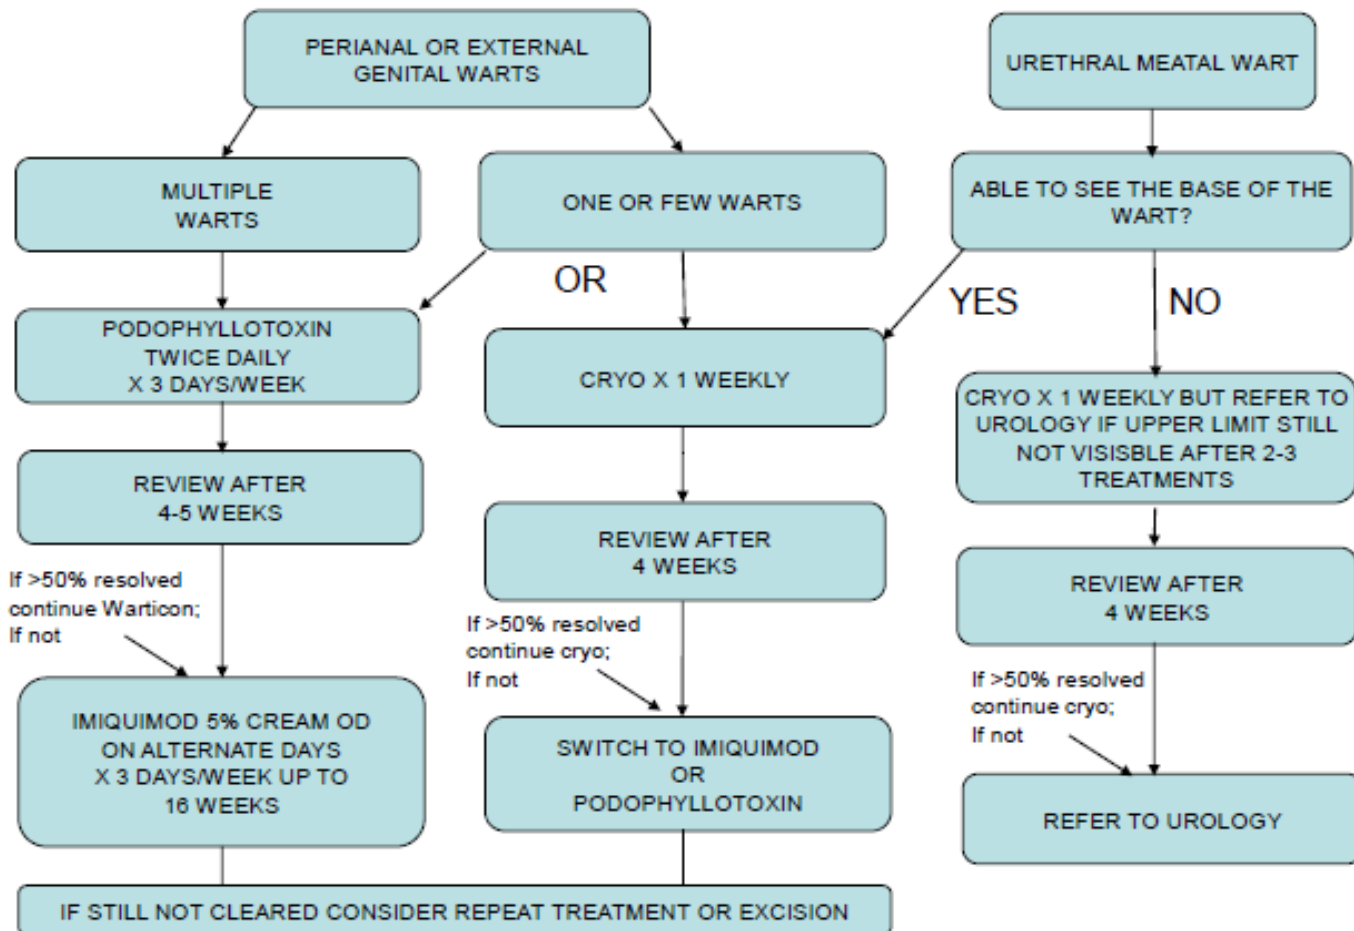 PERIANAL OR EXTERNAL
GENITAL WARTS
URETHRAL MEATAL WART
MULTIPLE
WARTS
ONE OR FEW WARTS
ABLE TO SEE THE BASE OF THE
WART?
OR
YES
NO
PODOPHYLLOTOXIN
TWICE DAILY
X 3 DAYS/WEEK
CRYO X 1 WEEKLY
CRYO X 1 WEEKLY BUT REFER TO
UROLOGY IF UPPER LIMIT STILL
NOT VISISBLE AFTER 2-3
TREATMENTS
REVIEW AFTER
4-5 WEEKS
REVIEW AFTER
4 WEEKS
REVIEW AFTER
4 WEEKS
If >50% resolved
continue Warticon;
If not
If >50% resolved
continue cryo;
If not
If >50% resolved
continue cryo;
If not
IMIQUIMOD 5% CREAM OD
ON ALTERNATE DAYS
X 3 DAYS/WEEK UP TO
16 WEEKS
SWITCH TO IMIQUIMOD
OR
PODOPHYLLOTOXIN
REFER TO UROLOGY
IF STILL NOT CLEARED CONSIDER REPEAT TREATMENT OR EXCISION